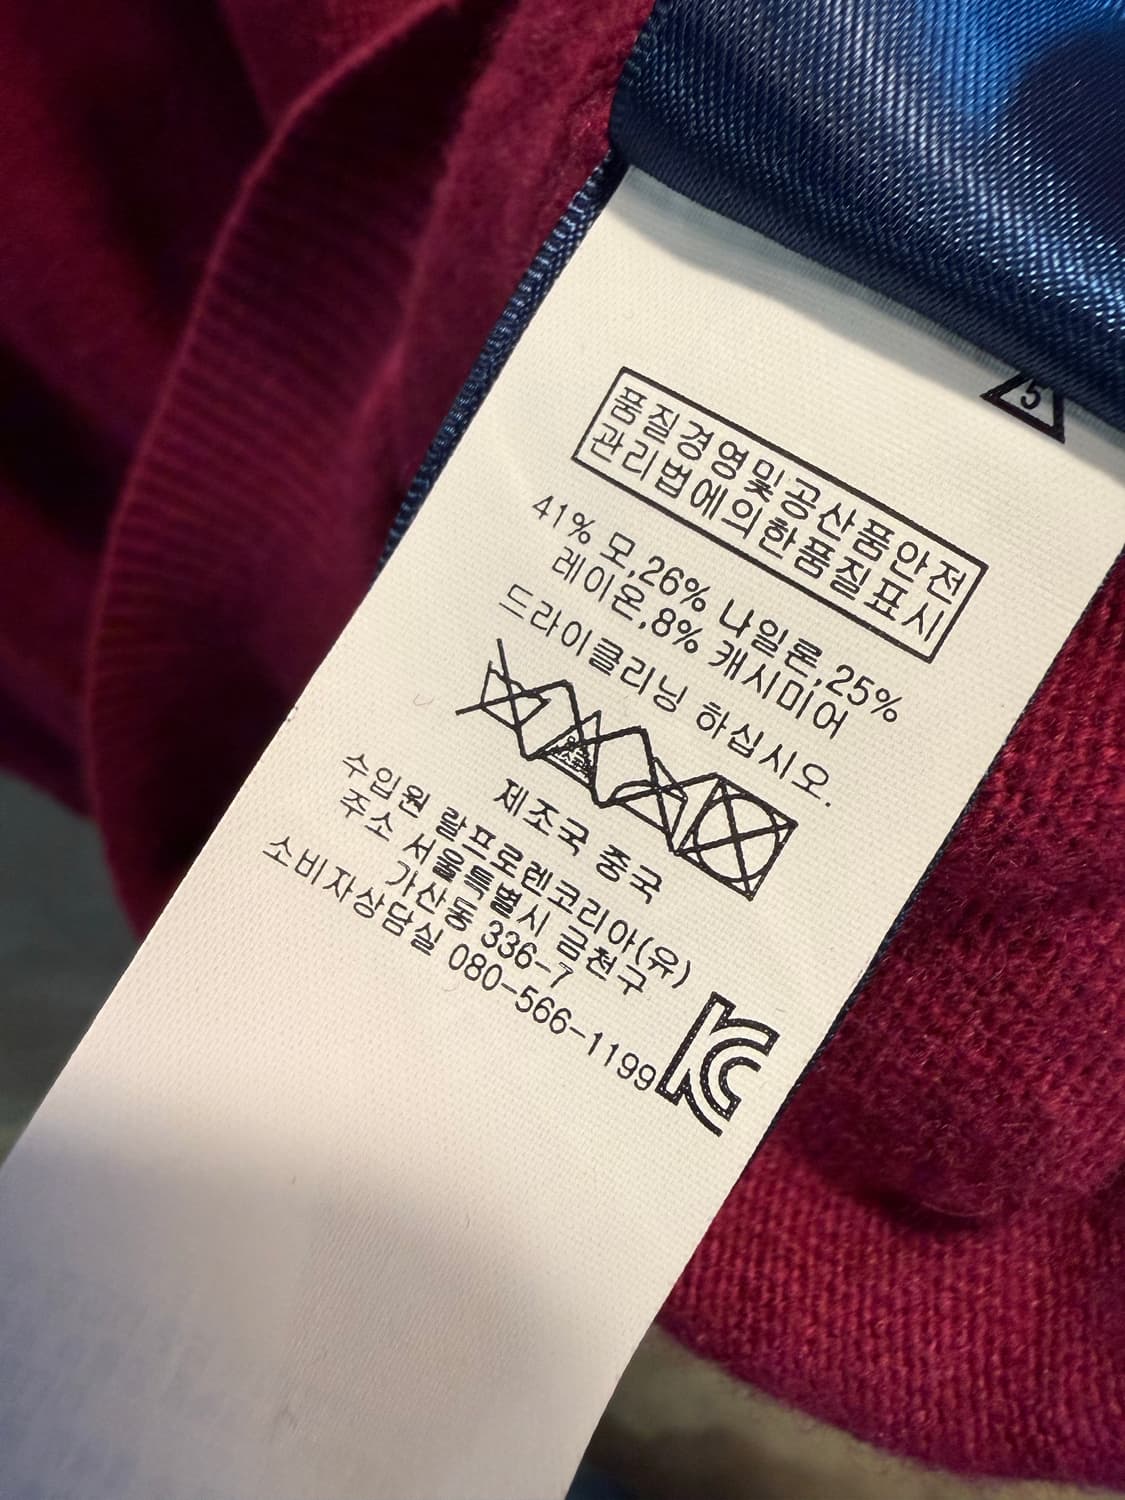 5
품질경영및공산품안전
관리법에의한품질표시
41% 모,26% 나일론,25%
레이온,8% 캐시미어
드라이클리닝 하십시오.
제조국 중국
수입원 랄프로렌코리아(유)
주소 서울특별시 금천구
가산동 336-7
소비자상담실 080-566-1199
KC